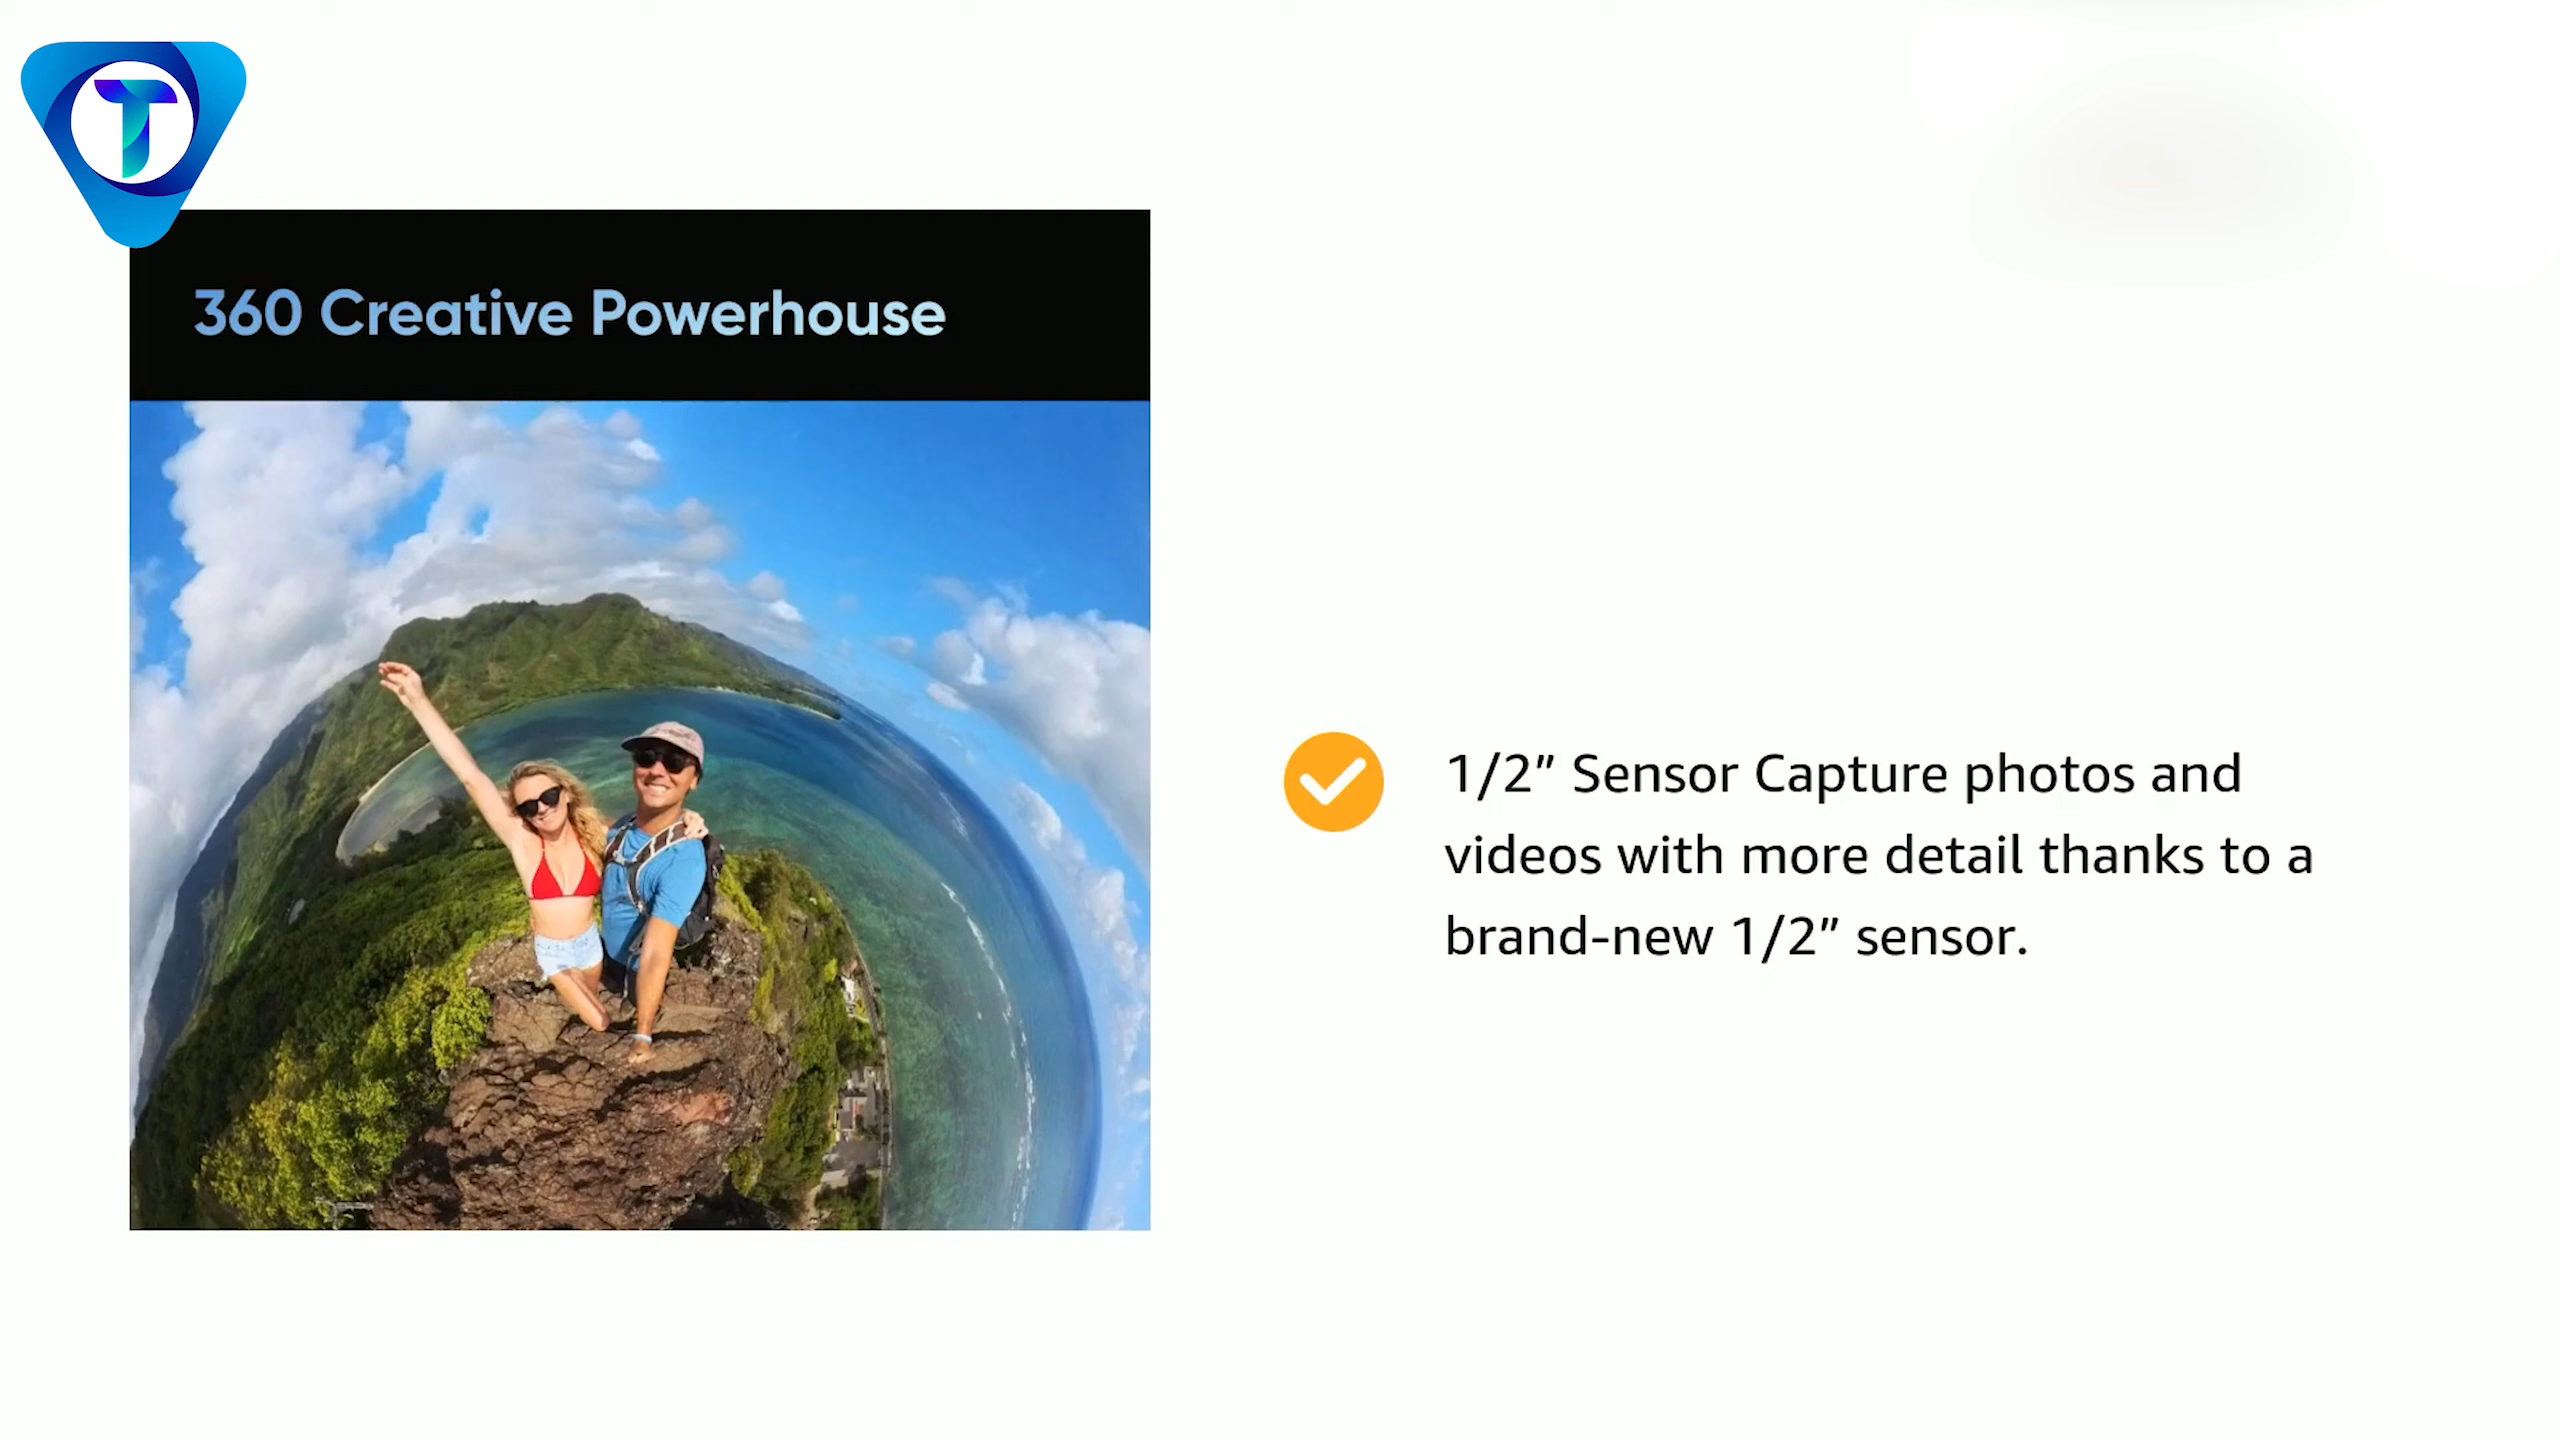 T
360 Creative Powerhouse
1/2” Sensor Capture photos and
videos with more detail thanks to a
brand-new 1/2” sensor.